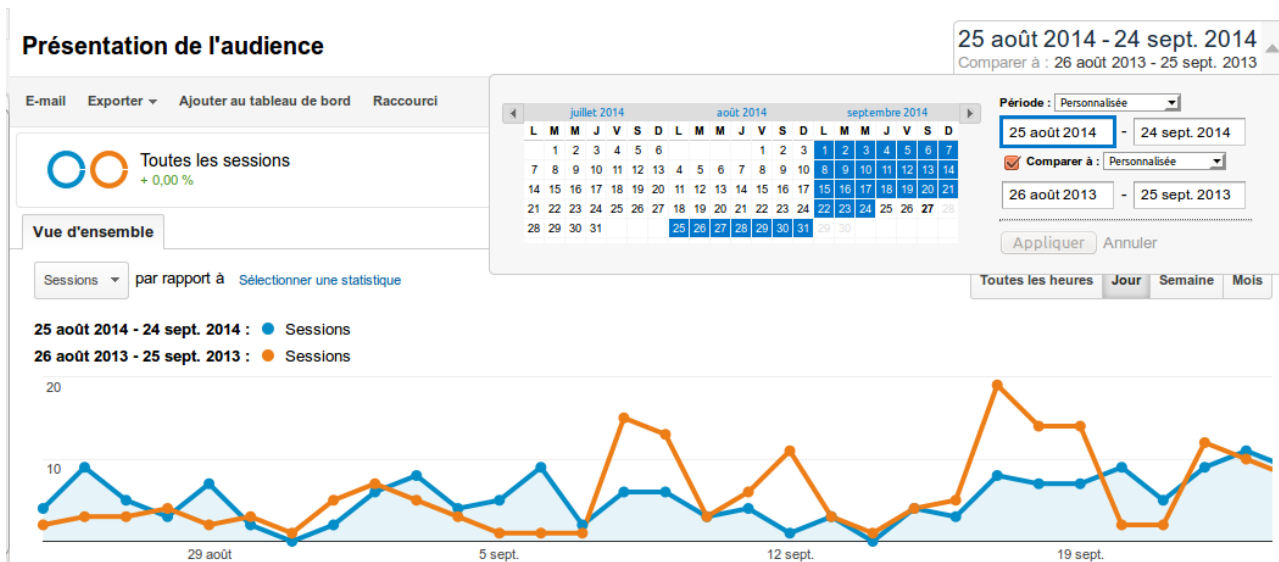 Présentation de l'audience
25 août 2014 - 24 sept. 2014
Comparer à : 26 août 2013 - 25 sept. 2013
E-mail Exporter Ajouter au tableau de bord Raccourci
Toutes les sessions
+ 0,00 %
juillet 2014 août 2014 septembre 2014
L M M J V S D L M M J V S D L M M J V S D
1 2 3 4 5 6 1 2 3 1 2 3 4 5 6 7
7 8 9 10 11 12 13 4 5 6 7 8 9 10 8 9 10 11 12 13 14
14 15 16 17 18 19 20 11 12 13 14 15 16 17 15 16 17 18 19 20 21
21 22 23 24 25 26 27 18 19 20 21 22 23 24 22 23 24 25 26 27 28
28 29 30 31 25 26 27 28 29 30 31 29 30
Période : Personnalisée
25 août 2014 - 24 sept. 2014
Comparer à : Personnalisée
26 août 2013 - 25 sept. 2013
Appliquer Annuler
Vue d'ensemble
Sessions par rapport à Sélectionner une statistique
Toutes les heures Jour Semaine Mois
25 août 2014 - 24 sept. 2014 : Sessions
26 août 2013 - 25 sept. 2013 : Sessions
20
10
29 août 5 sept. 12 sept. 19 sept.